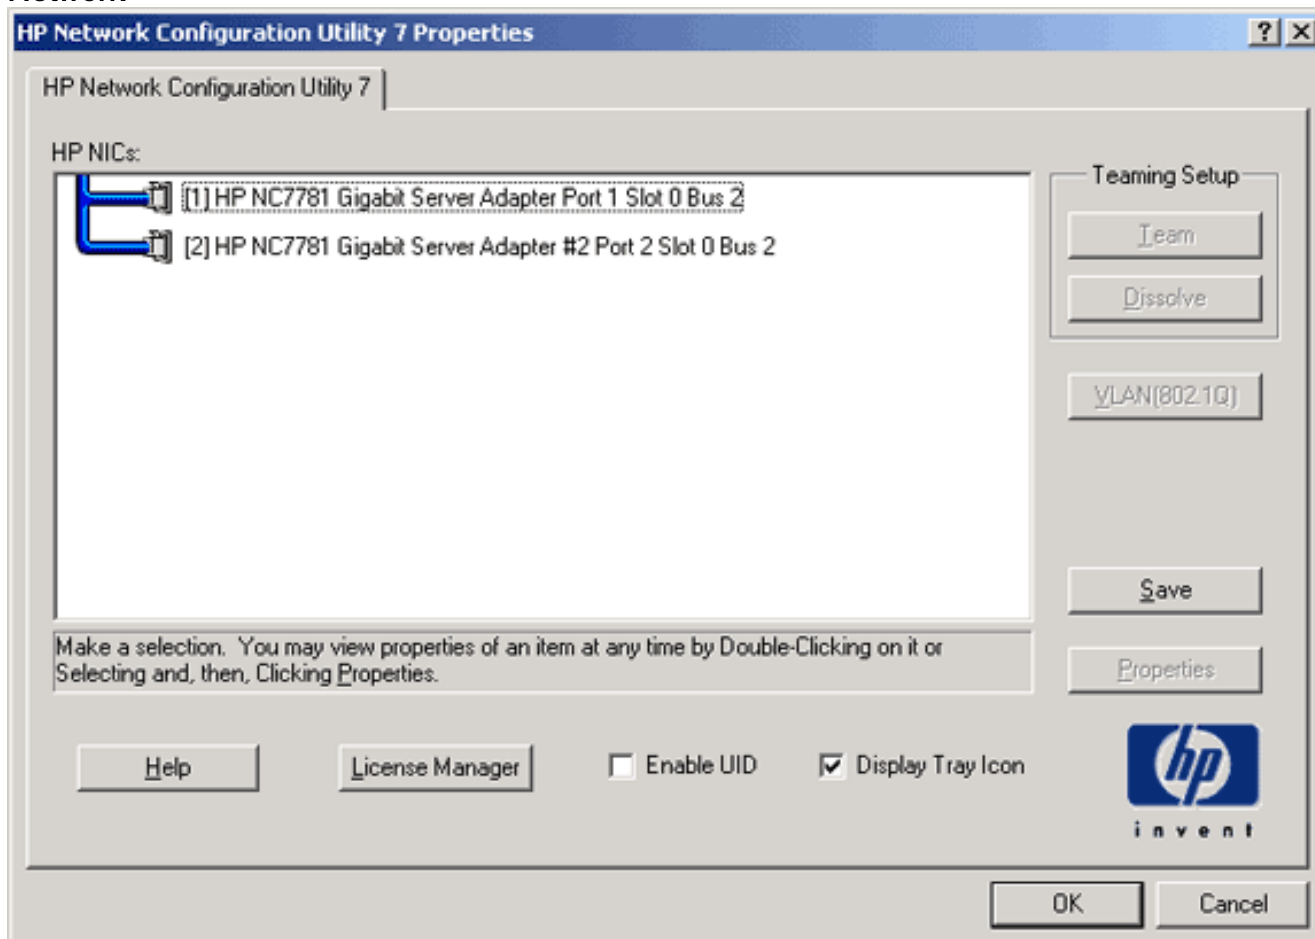 HP Network Configuration Utility 7 Properties
HP Network Configuration Utility 7
HP NICs:
[1] HP NC7781 Gigabit Server Adapter Port 1 Slot 0 Bus 2
[2] HP NC7781 Gigabit Server Adapter #2 Port 2 Slot 0 Bus 2
Teaming Setup
Team
Dissolve
VLAN(802.1Q)
Save
Make a selection. You may view properties of an item at any time by Double-Clicking on it or
Selecting and, then, Clicking Properties.
Properties
Help
License Manager
Enable UID
Display Tray Icon
hp
invent
OK
Cancel